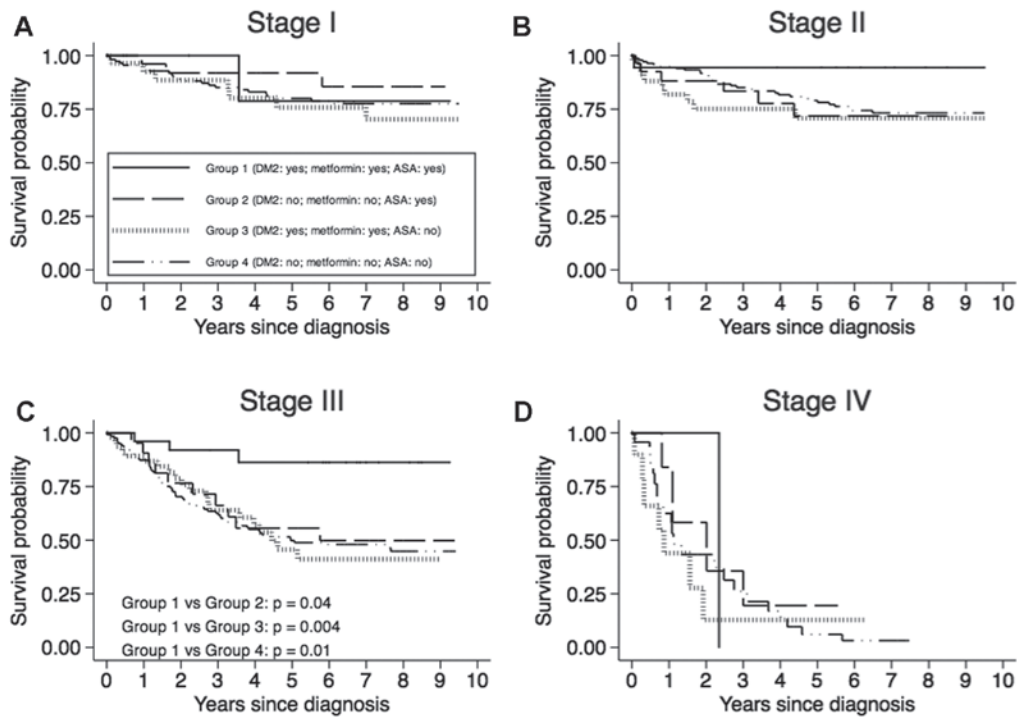 A
Stage I
Survival probability
1.00
0.75
0.50
0.25
0.00
Group 1 (DM2: yes; metformin: yes; ASA: yes)
Group 2 (DM2: no; metformin: no; ASA: yes)
Group 3 (DM2: yes; metformin: yes; ASA: no)
Group 4 (DM2: no; metformin: no; ASA: no)
0 1 2 3 4 5 6 7 8 9 10
Years since diagnosis
B
Stage II
Survival probability
1.00
0.75
0.50
0.25
0.00
0 1 2 3 4 5 6 7 8 9 10
Years since diagnosis
C
Stage III
Survival probability
1.00
0.75
0.50
0.25
0.00
Group 1 vs Group 2: p = 0.04
Group 1 vs Group 3: p = 0.004
Group 1 vs Group 4: p = 0.01
0 1 2 3 4 5 6 7 8 9 10
Years since diagnosis
D
Stage IV
Survival probability
1.00
0.75
0.50
0.25
0.00
0 1 2 3 4 5 6 7 8 9 10
Years since diagnosis